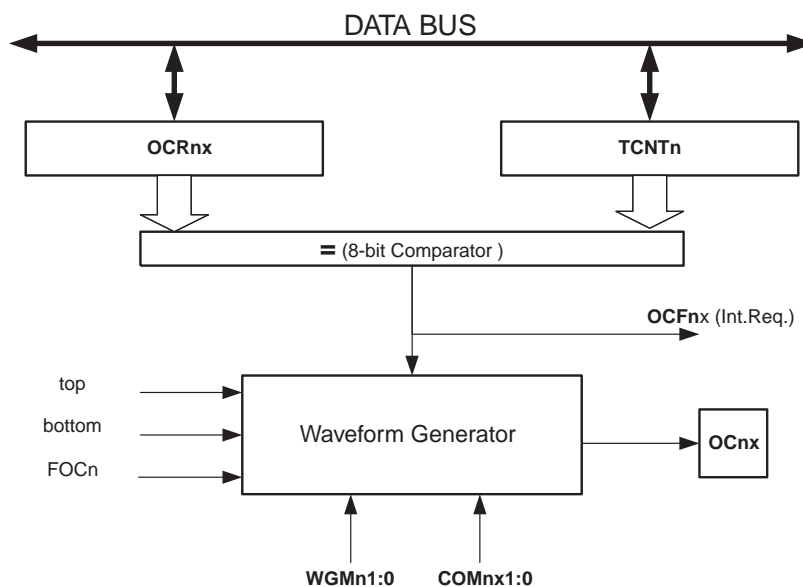 DATA BUS
OCRnx
TCNTn
= (8-bit Comparator )
OCFnx (Int.Req.)
top
bottom
FOCn
Waveform Generator
OCnx
WGMn1:0
COMnx1:0